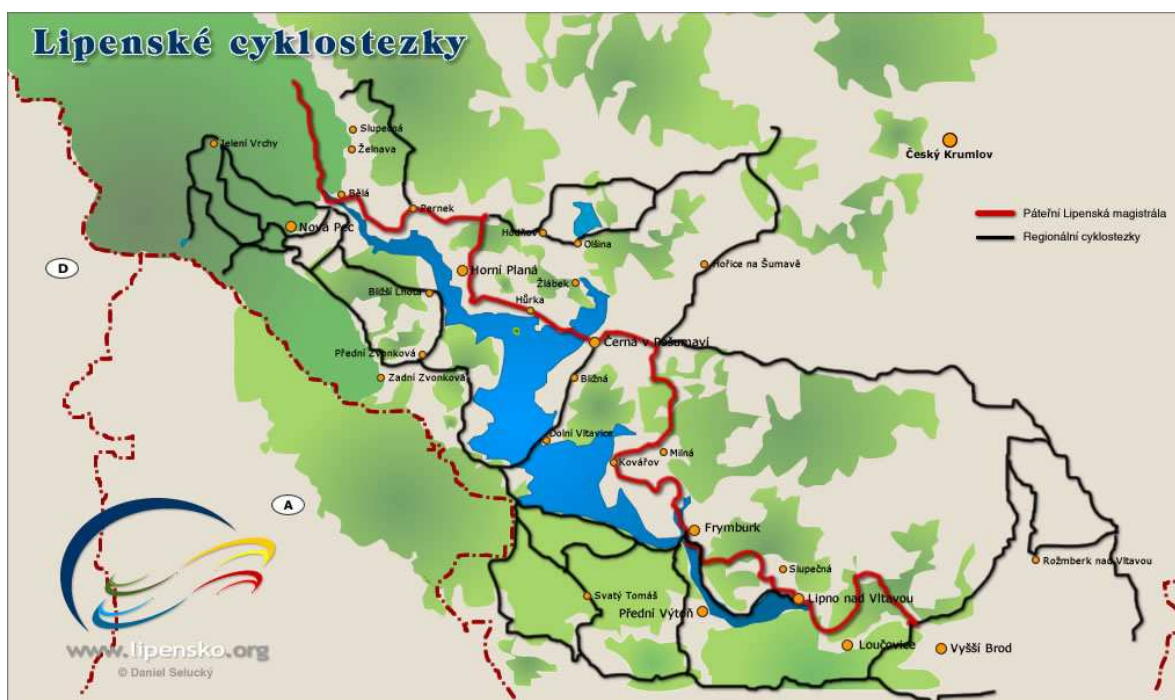 Lipenské cyklostezky
Slupečná
Želnava
Jelení Vrchy
Český Krumlov
Bělá
Pernek
Páteřní Lipenská magistrála
Nová Pec
Hodňov
Regionální cyklostezky
Olšina
D
Horní Planá
Hořice na Šumavě
Žlábek
Bližší Lhota
Hůrka
Černá v Pošumaví
Přední Zvonková
Zadní Zvonková
Bližná
Dolní Vltavice
Milná
Kovářov
A
Frymburk
Rožmberk nad Vltavou
Slupečná
Svatý Tomáš
Lipno nad Vltavou
Přední Výtoň
Loučovice
Vyšší Brod
www.lipensko.org
© Daniel Selucký